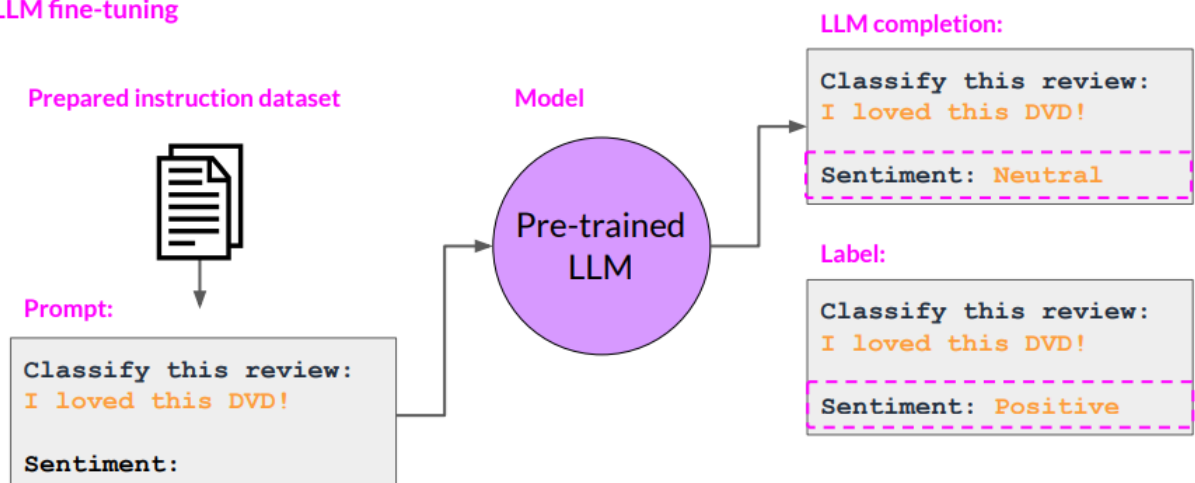 LLM fine-tuning
Prepared instruction dataset
Prompt:
Classify this review:
I loved this DVD!
Sentiment:
Model
Pre-trained
LLM
LLM completion:
Classify this review:
I loved this DVD!
Sentiment: Neutral
Label:
Classify this review:
I loved this DVD!
Sentiment: Positive